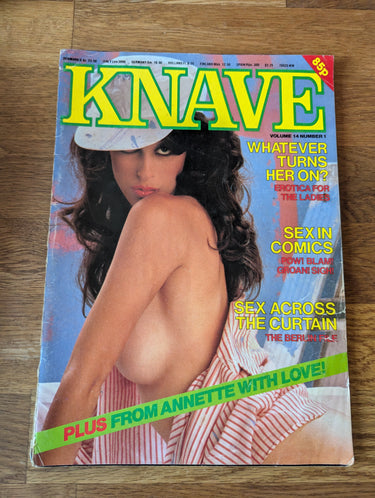 85p
KNAVE
VOLUME 14 NUMBER 1
WHATEVER
TURNS
HER ON?
EROTICA FOR
THE LADIES
SEX IN
COMICS
POW! BLAM!
GROAN! SIGH!
SEX ACROSS
THE CURTAIN
THE
PLUS FROM ANNETTE WITH LOVE!